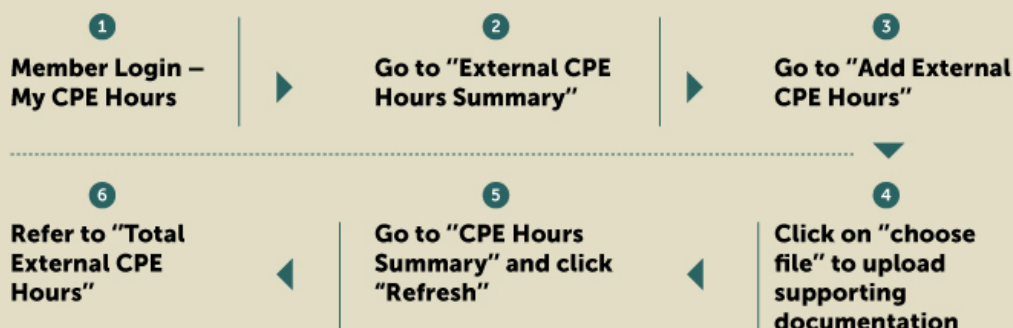 1
Member Login –
My CPE Hours
2
Go to "External CPE
Hours Summary"
3
Go to "Add External
CPE Hours"
4
Click on "choose
file" to upload
supporting
documentation
5
Go to "CPE Hours
Summary" and click
"Refresh"
6
Refer to "Total
External CPE
Hours"